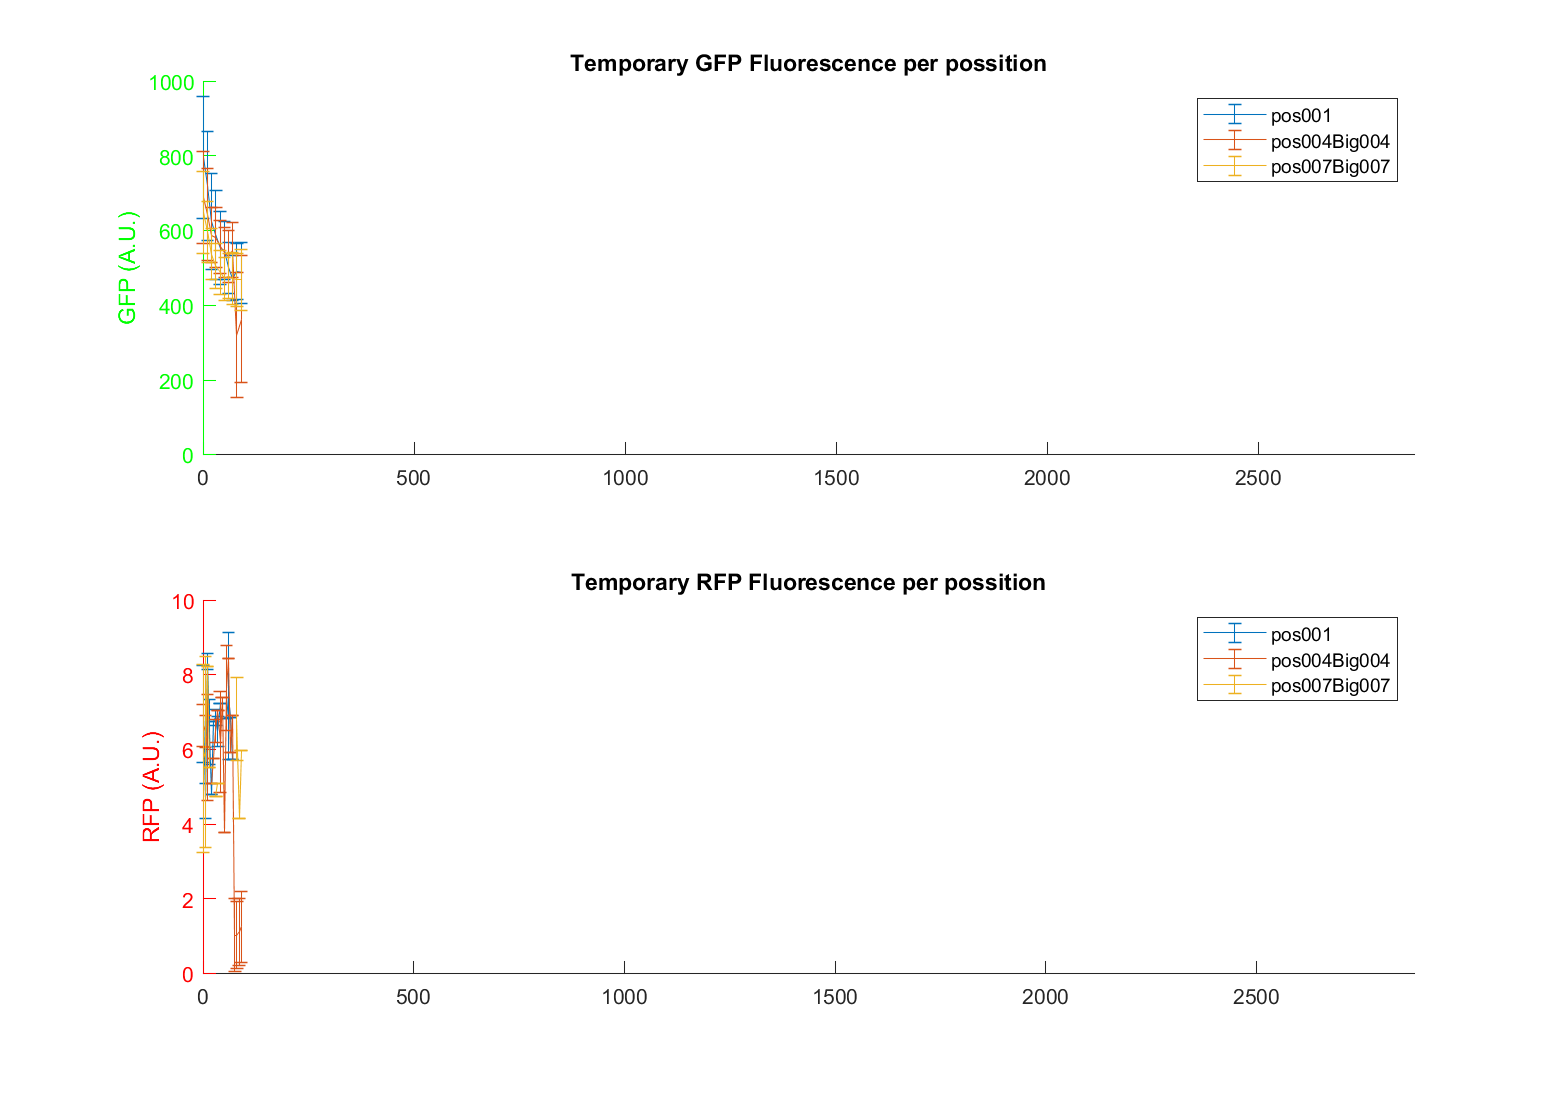 Temporary GFP Fluorescence per possition
GFP (A.U.)
1000
800
600
400
200
0
0 500 1000 1500 2000 2500
pos001
pos004Big004
pos007Big007
Temporary RFP Fluorescence per possition
RFP (A.U.)
10
8
6
4
2
0
0 500 1000 1500 2000 2500
pos001
pos004Big004
pos007Big007